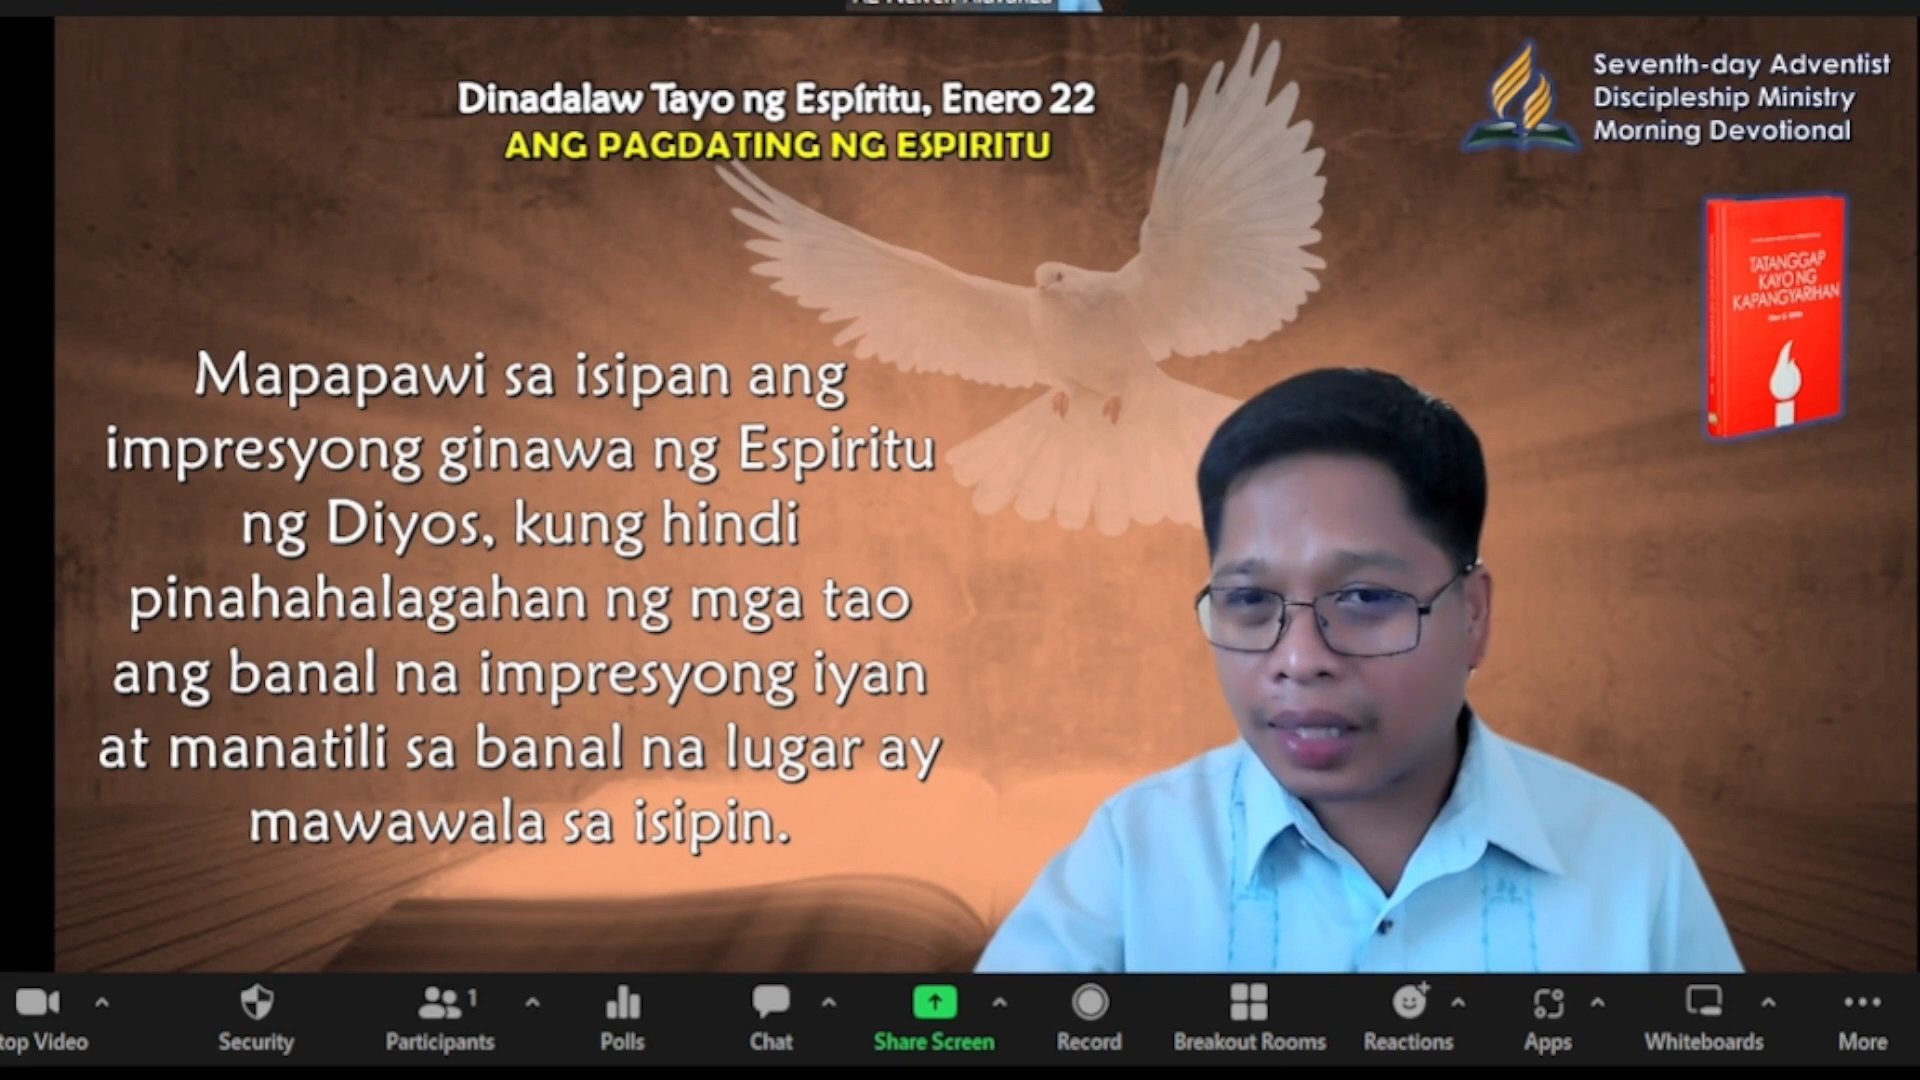 Dinadalaw Tayo ng Espíritu, Enero 22
ANG PAGDATING NG ESPIRITU
Seventh-day Adventist
Discipleship Ministry
Morning Devotional
TATANGGAP
KAYO NG
KAPANGYARIHAN
Mapapawi sa isipan ang
impresyong ginawa ng Espiritu
ng Diyos, kung hindi
pinahahalagahan ng mga tao
ang banal na impresyong iyan
at manatili sa banal na lugar ay
mawawala sa isipin.
top Video
Security
Participants
1
Polls
Chat
Share Screen
Record
Breakout Rooms
Reactions
Apps
Whiteboards
More